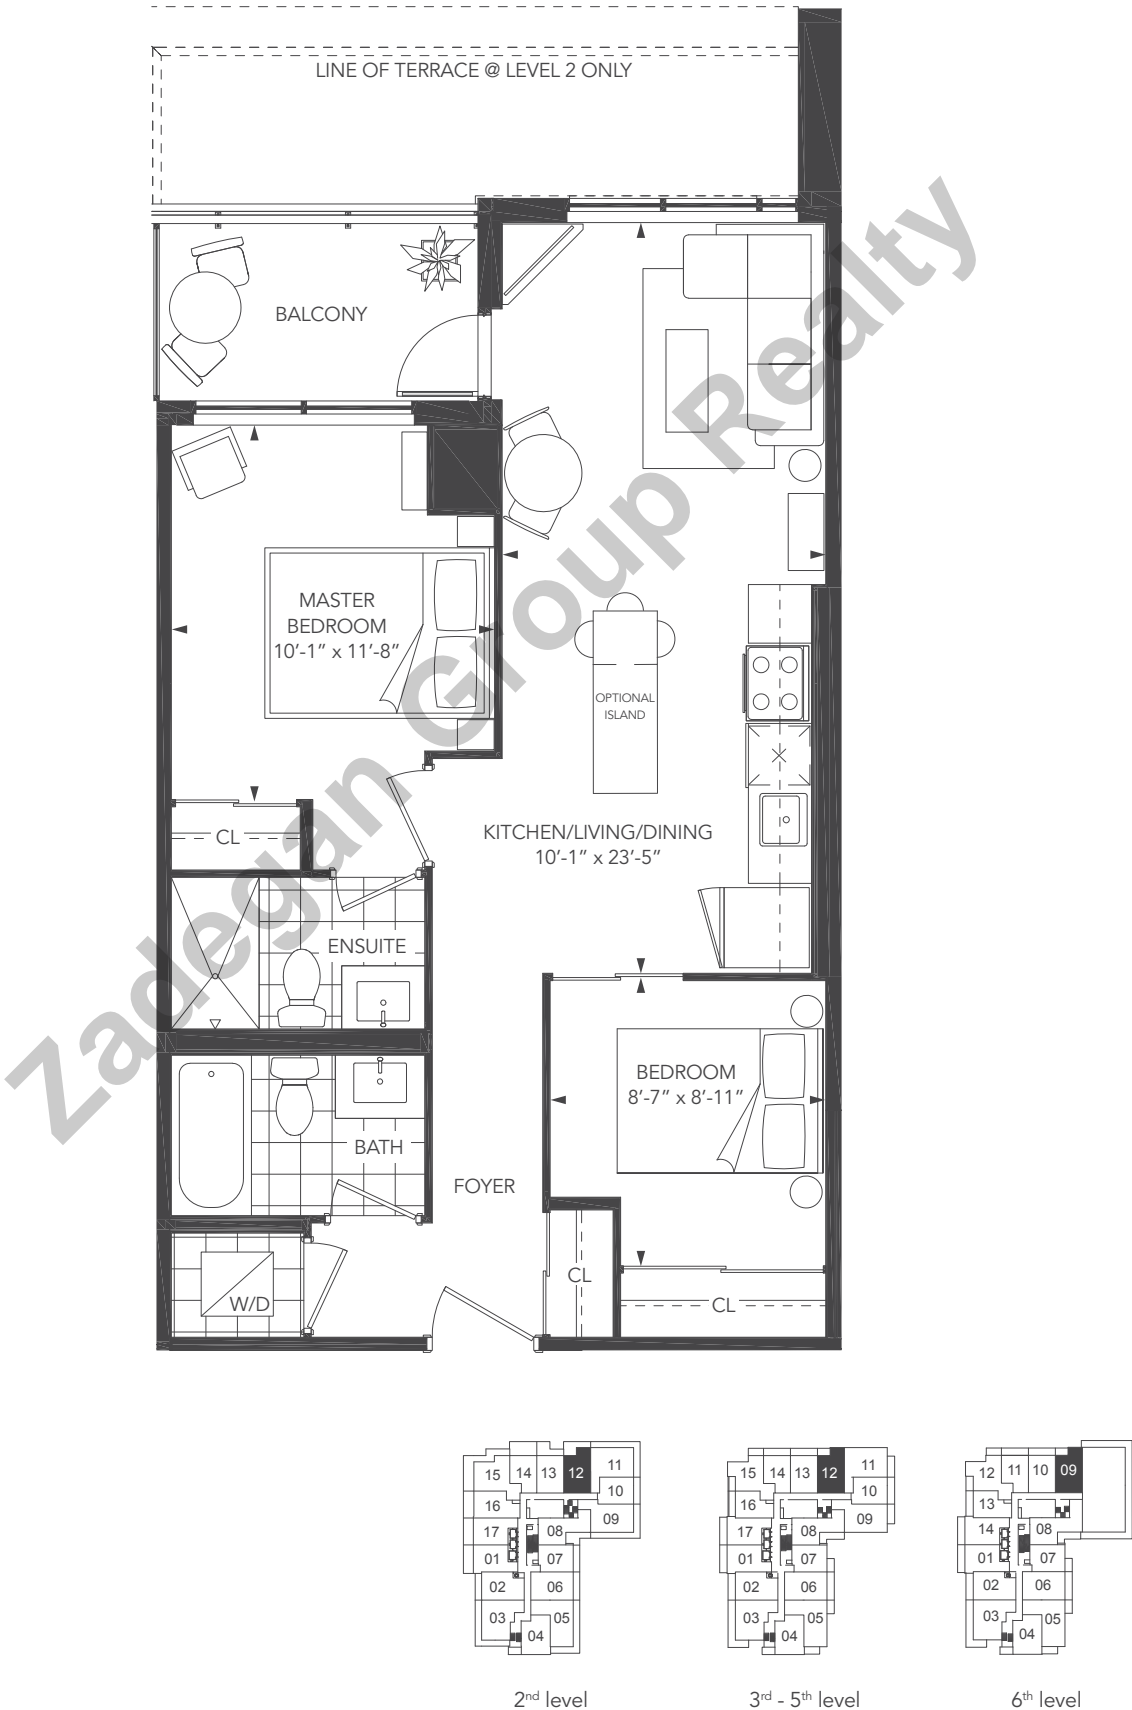 LINE OF TERRACE @ LEVEL 2 ONLY
BALCONY
MASTER
BEDROOM
10'-1" x 11'-8"
OPTIONAL
ISLAND
CL
KITCHEN/LIVING/DINING
10'-1" x 23'-5"
ENSUITE
BEDROOM
8'-7" x 8'-11"
BATH
FOYER
W/D
CL
CL
Zadegan Group Realty
15 14 13 12 11
10
16
09
17 08
01 07
02 06
03 05
04
2nd level
15 14 13 12 11
10
16
09
17 08
01 07
02 06
03 05
04
3rd - 5th level
12 11 10 09
13
14 08
01 07
02 06
03 05
04
6th level